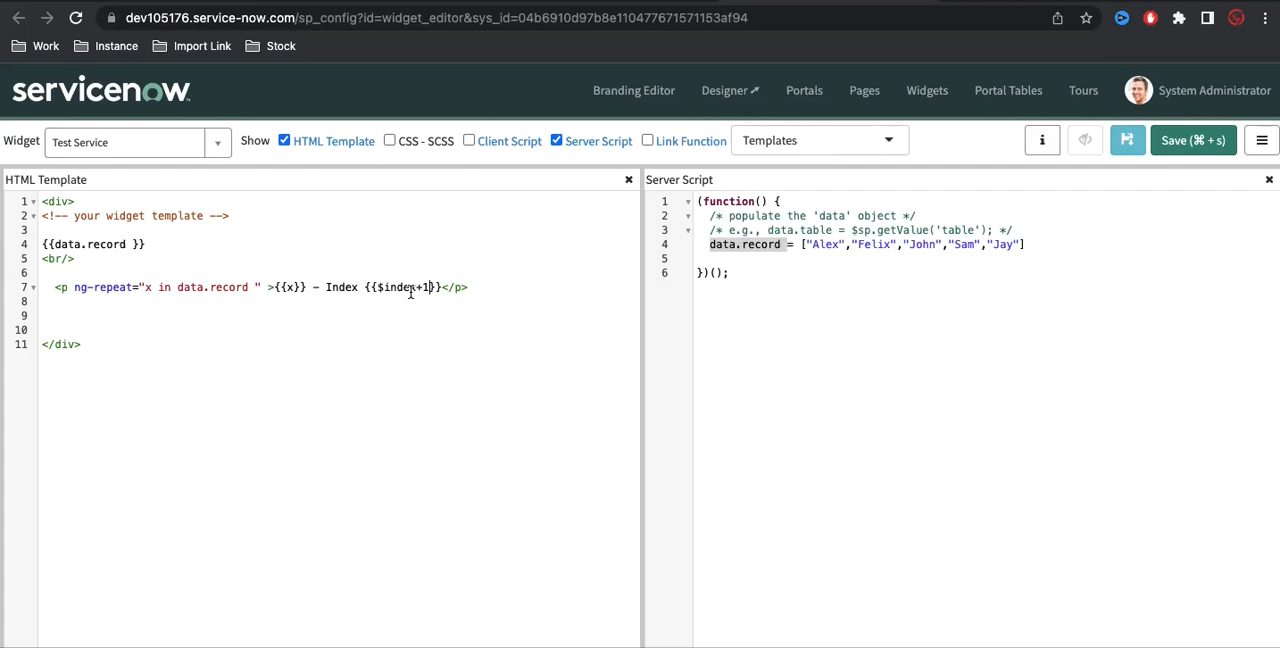 dev105176.service-now.com/sp_config?id=widget_editor&sys_id=04b6910d97b8e110477671571153af94
Work Instance Import Link Stock
servicenow Branding Editor Designer Portals Pages Widgets Portal Tables Tours System Administrator
Widget Test Service Show HTML Template CSS - SCSS Client Script Server Script Link Function Templates i Save (⌘ + s)
HTML Template
1 <div>
2 <!-- your widget template -->
3
4 {{data.record }}
5 <br/>
6
7 <p ng-repeat="x in data.record " >{{x}} - Index {{$index+1}}</p>
8
9
10
11 </div>
Server Script
1 (function() {
2 /* populate the 'data' object */
3 /* e.g., data.table = $sp.getValue('table'); */
4 data.record = ["Alex","Felix","John","Sam","Jay"]
5
6 })();